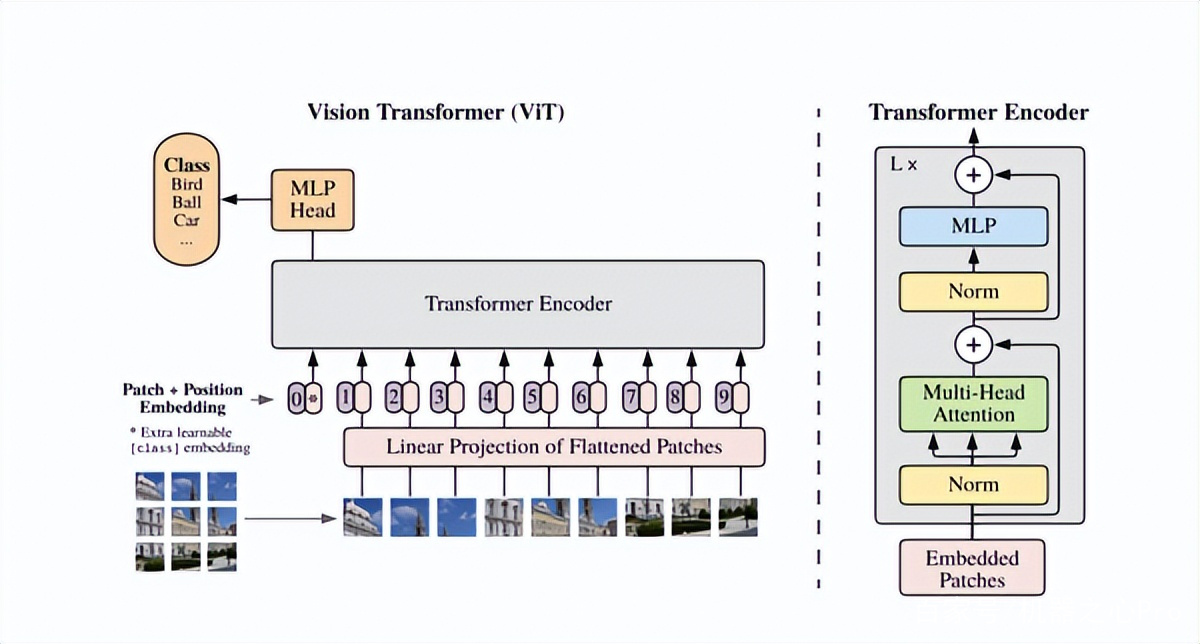 Vision Transformer (ViT)
Class
Bird
Ball
Car
...
MLP
Head
Transformer Encoder
Patch + Position
Embedding
0 * 1 2 3 4 5 6 7 8 9
* Extra learnable
[class] embedding
Linear Projection of Flattened Patches
Transformer Encoder
L x
+
MLP
Norm
+
Multi-Head
Attention
Norm
Embedded
Patches